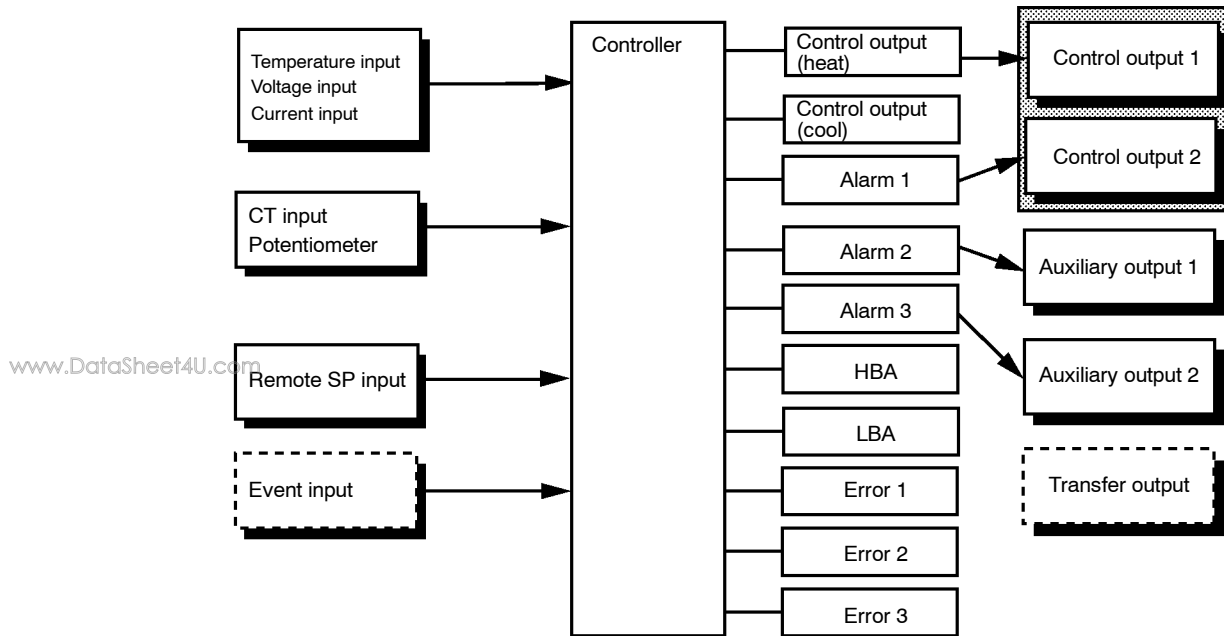 Temperature input
Voltage input
Current input
CT input
Potentiometer
www.DataSheet4U.com
Remote SP input
Event input
Controller
Control output
(heat)
Control output
(cool)
Alarm 1
Alarm 2
Alarm 3
HBA
LBA
Error 1
Error 2
Error 3
Control output 1
Control output 2
Auxiliary output 1
Auxiliary output 2
Transfer output